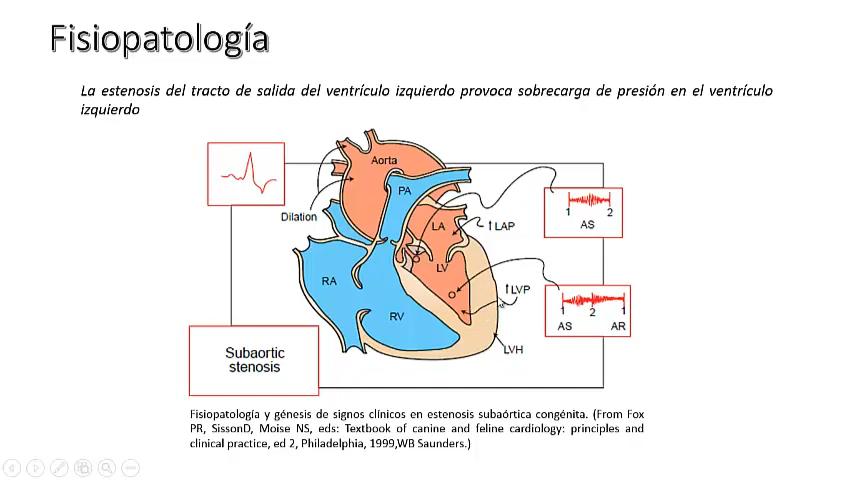 Fisiopatología
La estenosis del tracto de salida del ventrículo izquierdo provoca sobrecarga de presión en el ventrículo
izquierdo
Aorta
PA
Dilation
LA
↑LAP
1 2
AS
LV
RA
↑LVP
1 2 1
AS AR
RV
LVH
Subaortic
stenosis
Fisiopatología y génesis de signos clínicos en estenosis subaórtica congénita. (From Fox
PR, SissonD, Moise NS, eds: Textbook of canine and feline cardiology: principles and
clinical practice, ed 2, Philadelphia, 1999,WB Saunders.)